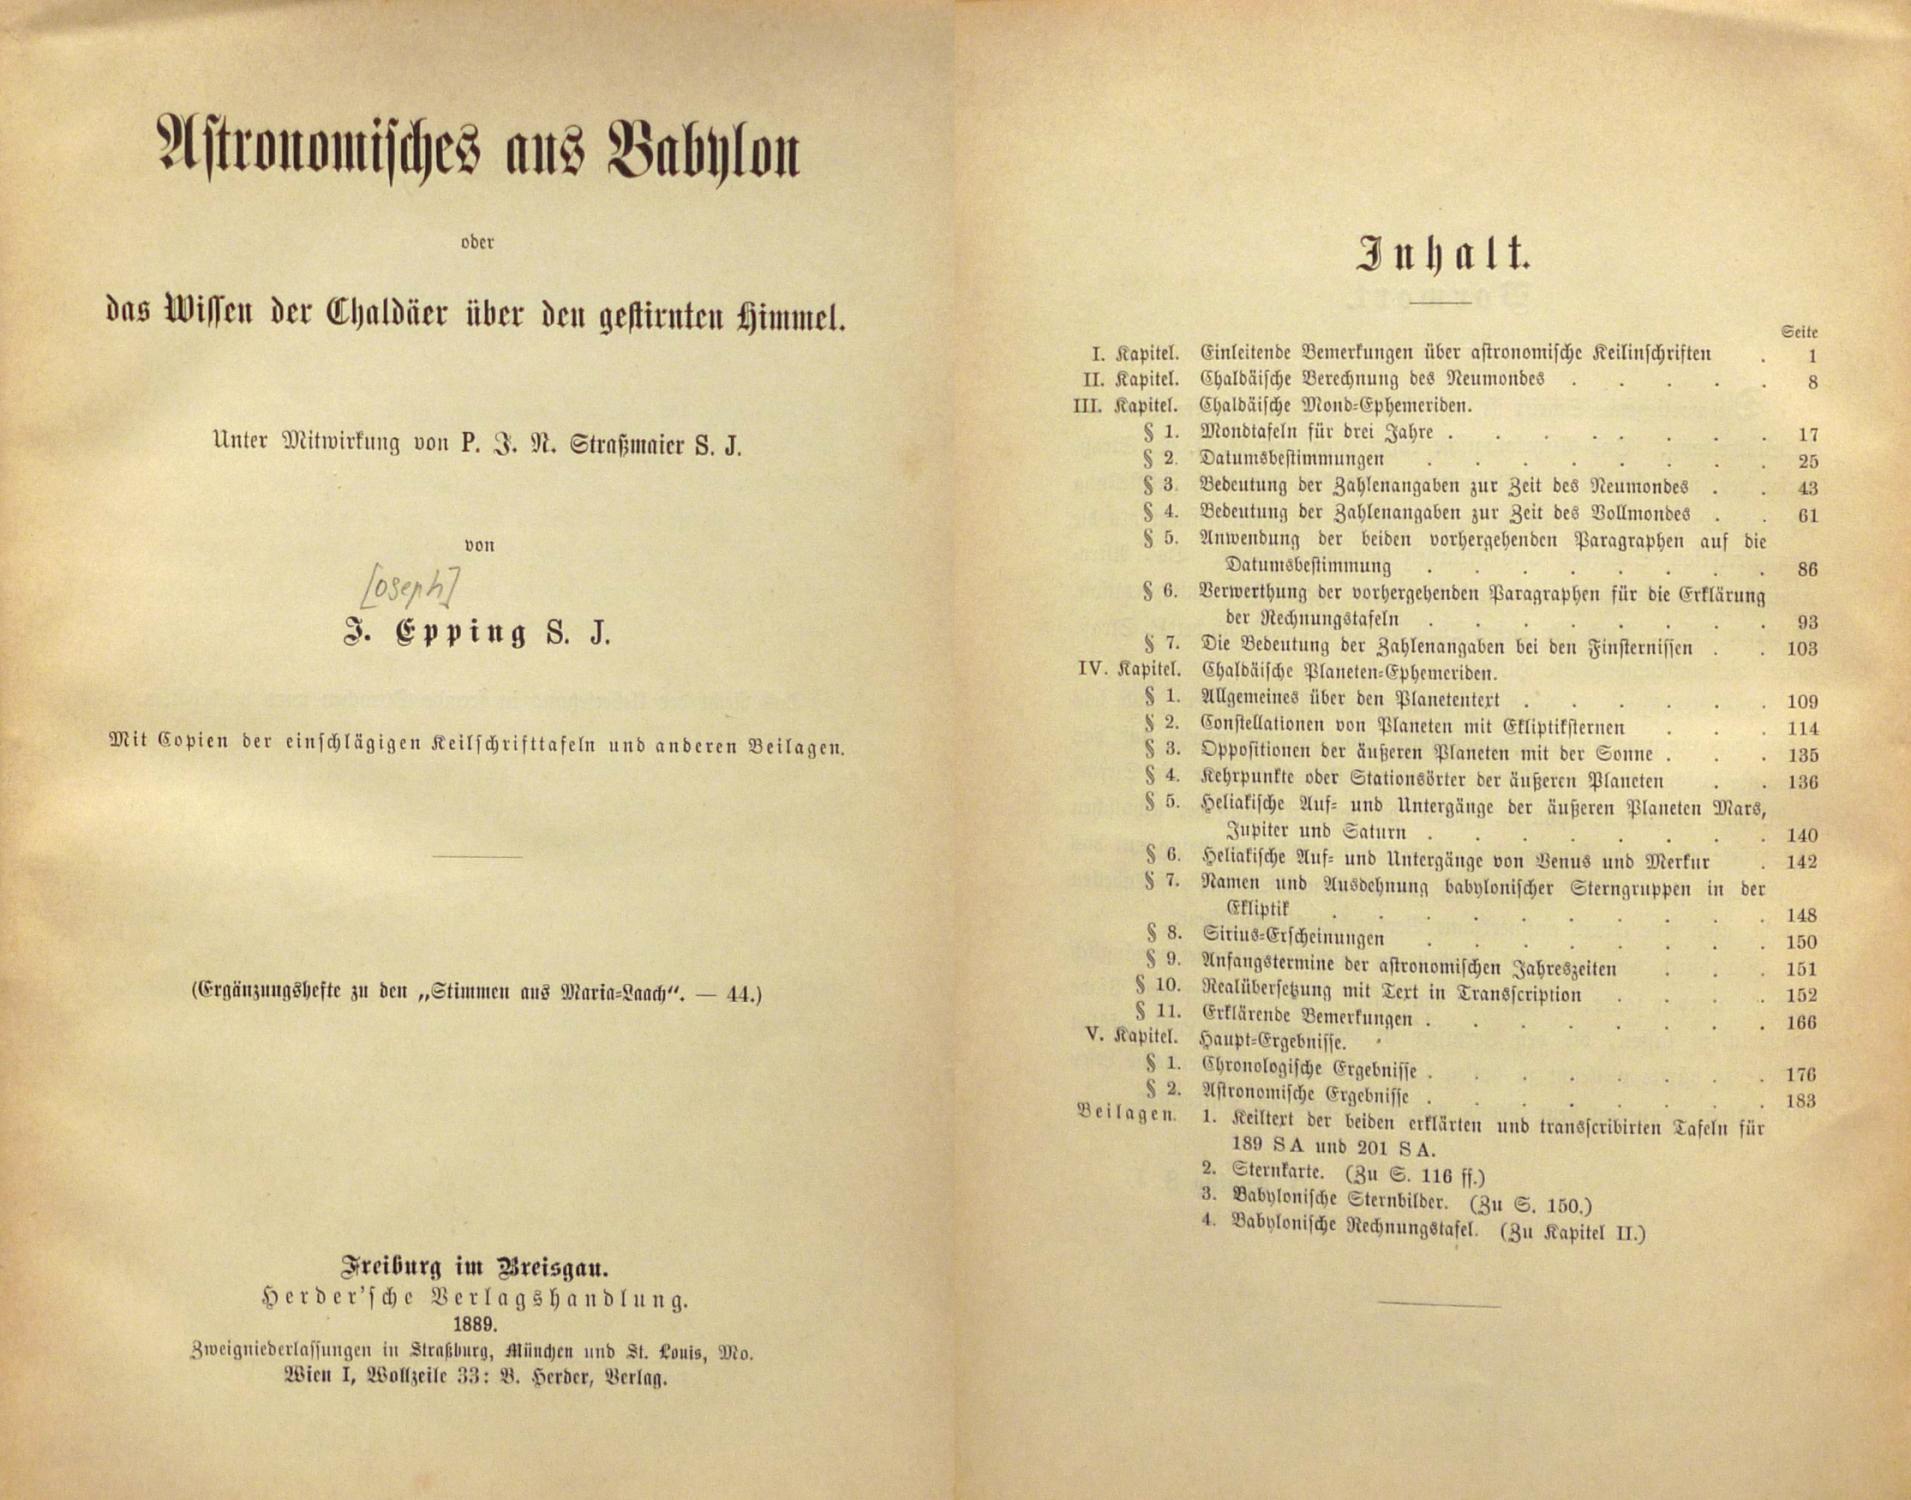 Astronomisches aus Babylon
oder
das Wissen der Chaldäer über den gestirnten Himmel.
Unter Mitwirkung von P. J. N. Straßmaier S. J.
von
[oseph]
J. Epping S. J.
Mit Copien der einschlägigen Keilschrifttafeln und anderen Beilagen.
(Ergänzungshefte zu den „Stimmen aus Maria-Laach“. — 44.)
Freiburg im Breisgau.
Herder'sche Verlagshandlung.
1889.
Zweigniederlassungen in Straßburg, München und St. Louis, Mo.
Wien I, Wollzeile 33: B. Herder, Verlag.
Inhalt.
Seite
I. Kapitel. Einleitende Bemerkungen über astronomische Keilinschriften . 1
II. Kapitel. Chaldäische Berechnung des Neumondes . . . . . 8
III. Kapitel. Chaldäische Mond-Ephemeriden.
§ 1. Mondtafeln für drei Jahre . . . . . . . . 17
§ 2. Datumsbestimmungen . . . . . . . . 25
§ 3. Bedeutung der Zahlenangaben zur Zeit des Neumondes . . 43
§ 4. Bedeutung der Zahlenangaben zur Zeit des Vollmondes . . 61
§ 5. Anwendung der beiden vorhergehenden Paragraphen auf die
Datumsbestimmung . . . . . . . . 86
§ 6. Verwerthung der vorhergehenden Paragraphen für die Erklärung
der Rechnungstafeln . . . . . . . . 93
§ 7. Die Bedeutung der Zahlenangaben bei den Finsternissen . . 103
IV. Kapitel. Chaldäische Planeten-Ephemeriden.
§ 1. Allgemeines über den Planetentext . . . . . . 109
§ 2. Constellationen von Planeten mit Ekliptiksternen . . . 114
§ 3. Oppositionen der äußeren Planeten mit der Sonne . . . 135
§ 4. Kehrpunkte oder Stationsörter der äußeren Planeten . . 136
§ 5. Heliakische Auf- und Untergänge der äußeren Planeten Mars,
Jupiter und Saturn . . . . . . . . 140
§ 6. Heliakische Auf- und Untergänge von Venus und Merkur . 142
§ 7. Namen und Ausdehnung babylonischer Sterngruppen in der
Ekliptik . . . . . . . . . . 148
§ 8. Sirius-Erscheinungen . . . . . . . . 150
§ 9. Anfangstermine der astronomischen Jahreszeiten . . . 151
§ 10. Realübersetzung mit Text in Transscription . . . . 152
§ 11. Erklärende Bemerkungen . . . . . . . . 166
V. Kapitel. Haupt-Ergebnisse.
§ 1. Chronologische Ergebnisse . . . . . . . . 176
§ 2. Astronomische Ergebnisse . . . . . . . . 183
Beilagen. 1. Keiltext der beiden erklärten und transscribirten Tafeln für
189 SA und 201 SA.
2. Sternkarte. (Zu S. 116 ff.)
3. Babylonische Sternbilder. (Zu S. 150.)
4. Babylonische Rechnungstafel. (Zu Kapitel II.)